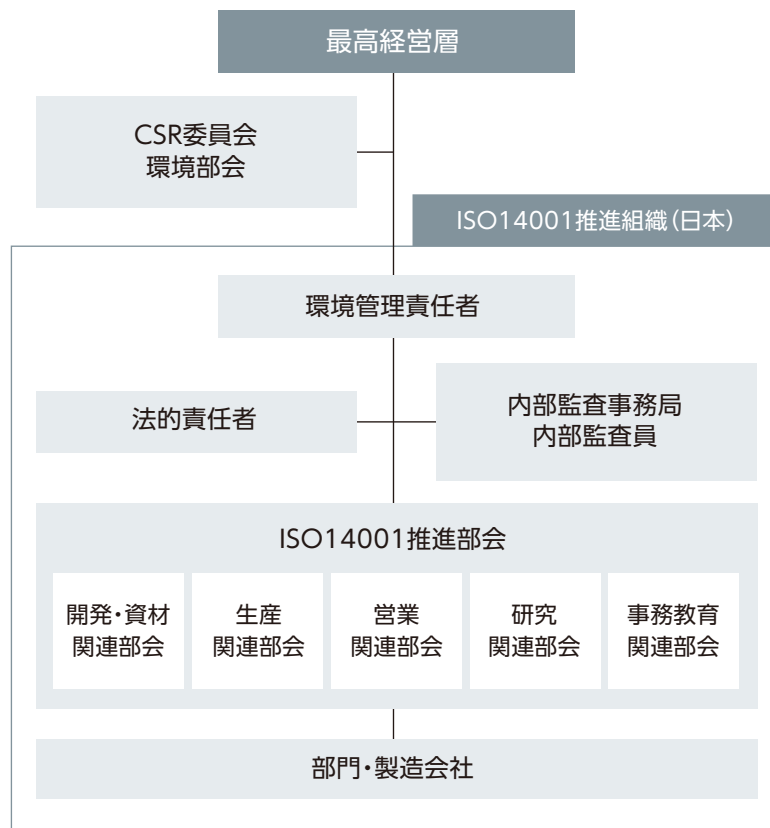 最高経営層
CSR委員会
環境部会
ISO14001推進組織（日本）
環境管理責任者
法的責任者
内部監査事務局
内部監査員
ISO14001推進部会
開発・資材
関連部会
生産
関連部会
営業
関連部会
研究
関連部会
事務教育
関連部会
部門・製造会社